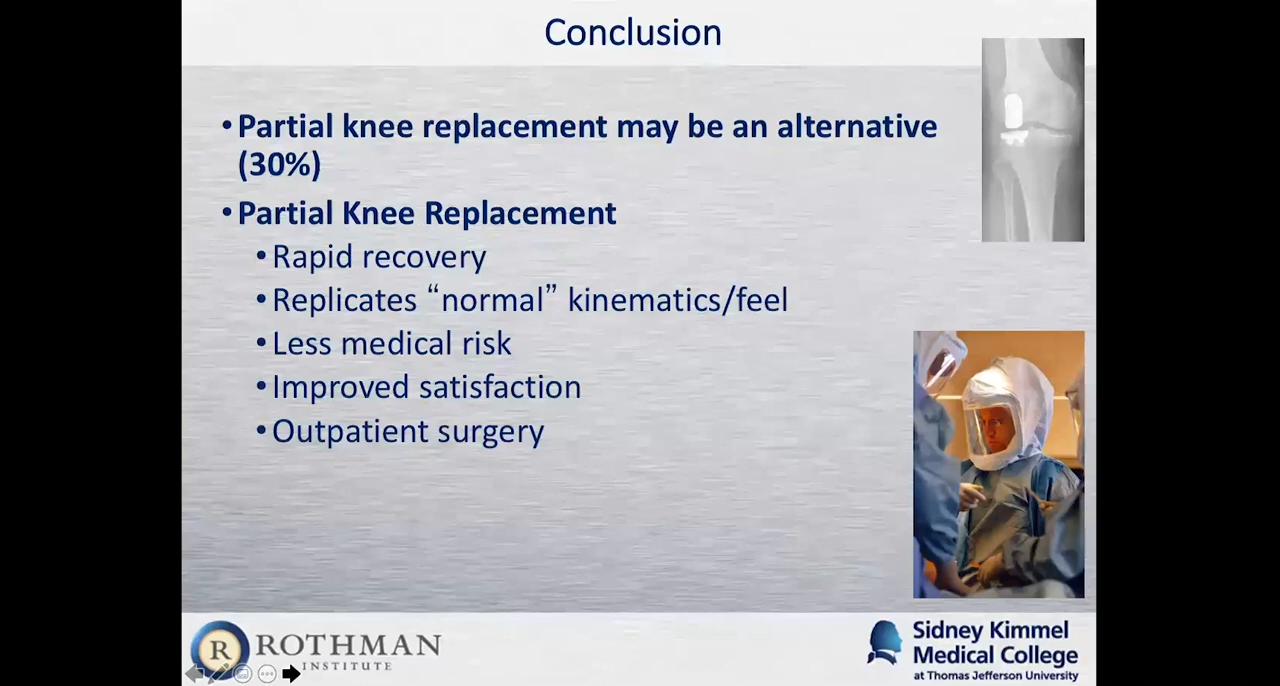 Conclusion
• Partial knee replacement may be an alternative
(30%)
• Partial Knee Replacement
• Rapid recovery
• Replicates “normal” kinematics/feel
• Less medical risk
• Improved satisfaction
• Outpatient surgery
R ROTHMAN
INSTITUTE
Sidney Kimmel
Medical College
at Thomas Jefferson University